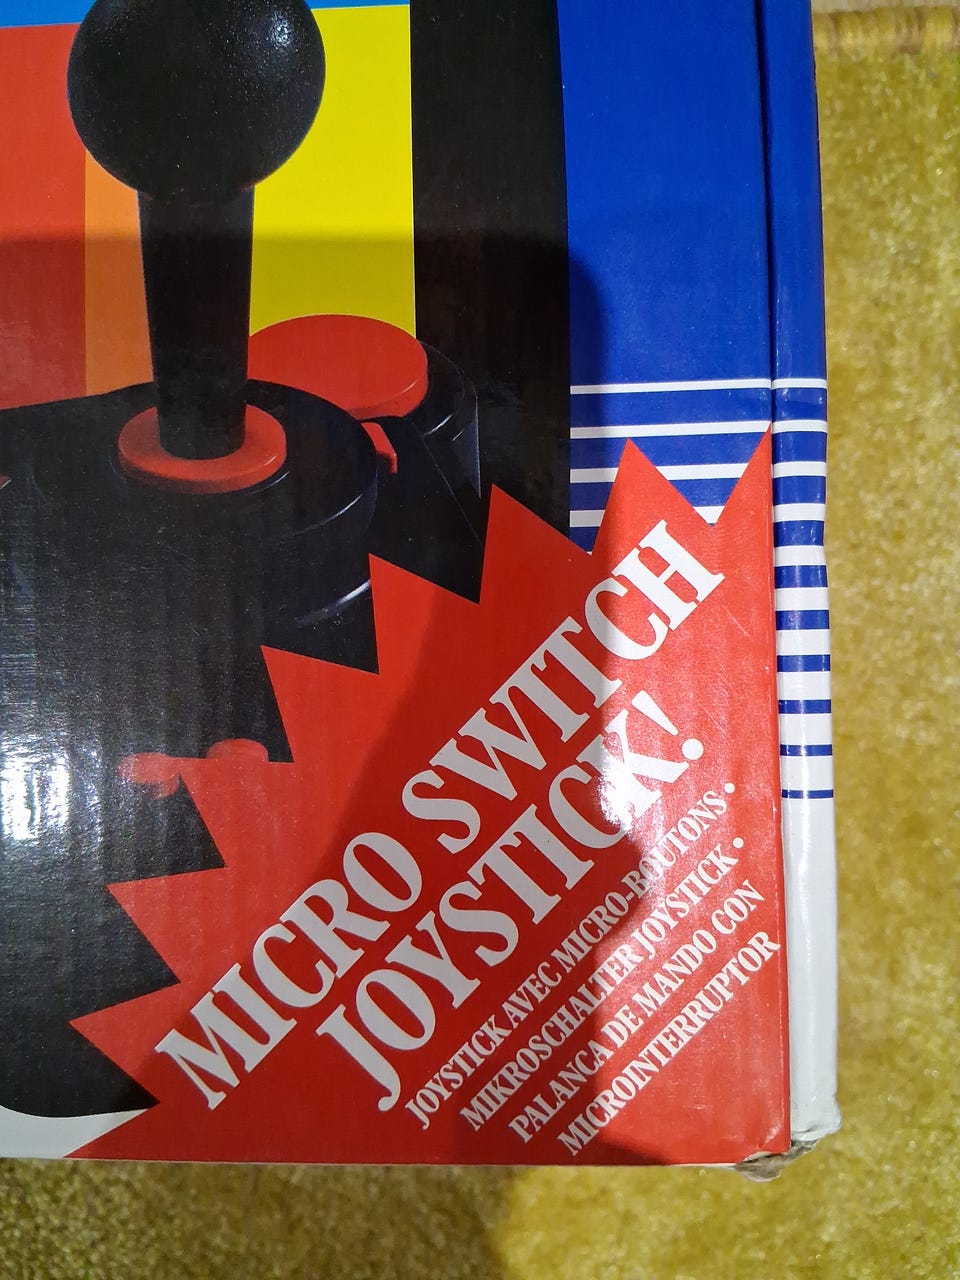 MICRO SWITCH
JOYSTICK!
JOYSTICK AVEC MICRO-BOUTONS •
MIKROSCHALTER JOYSTICK •
PALANCA DE MANDO CON
MICROINTERRUPTOR